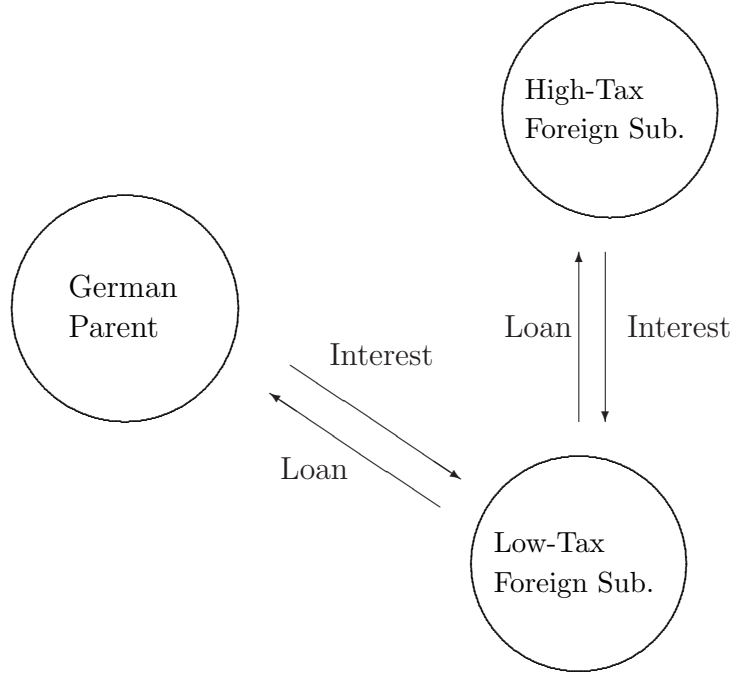 High-Tax
Foreign Sub.
German
Parent
Loan
Interest
Interest
Loan
Low-Tax
Foreign Sub.